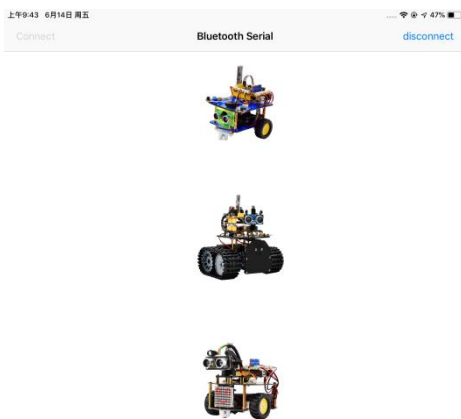 上午9:43 6月14日 周五 47%
Connect Bluetooth Serial disconnect